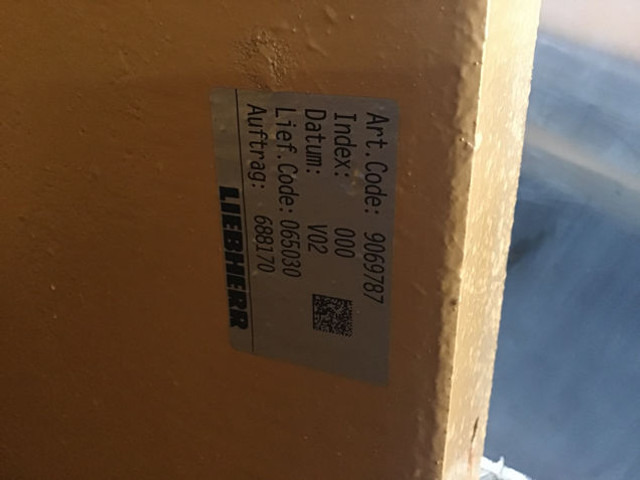 Art.Code: 9069787
Index: 000
Datum: V02
Lief.Code: 065030
Auftrag: 688170
LIEBHERR